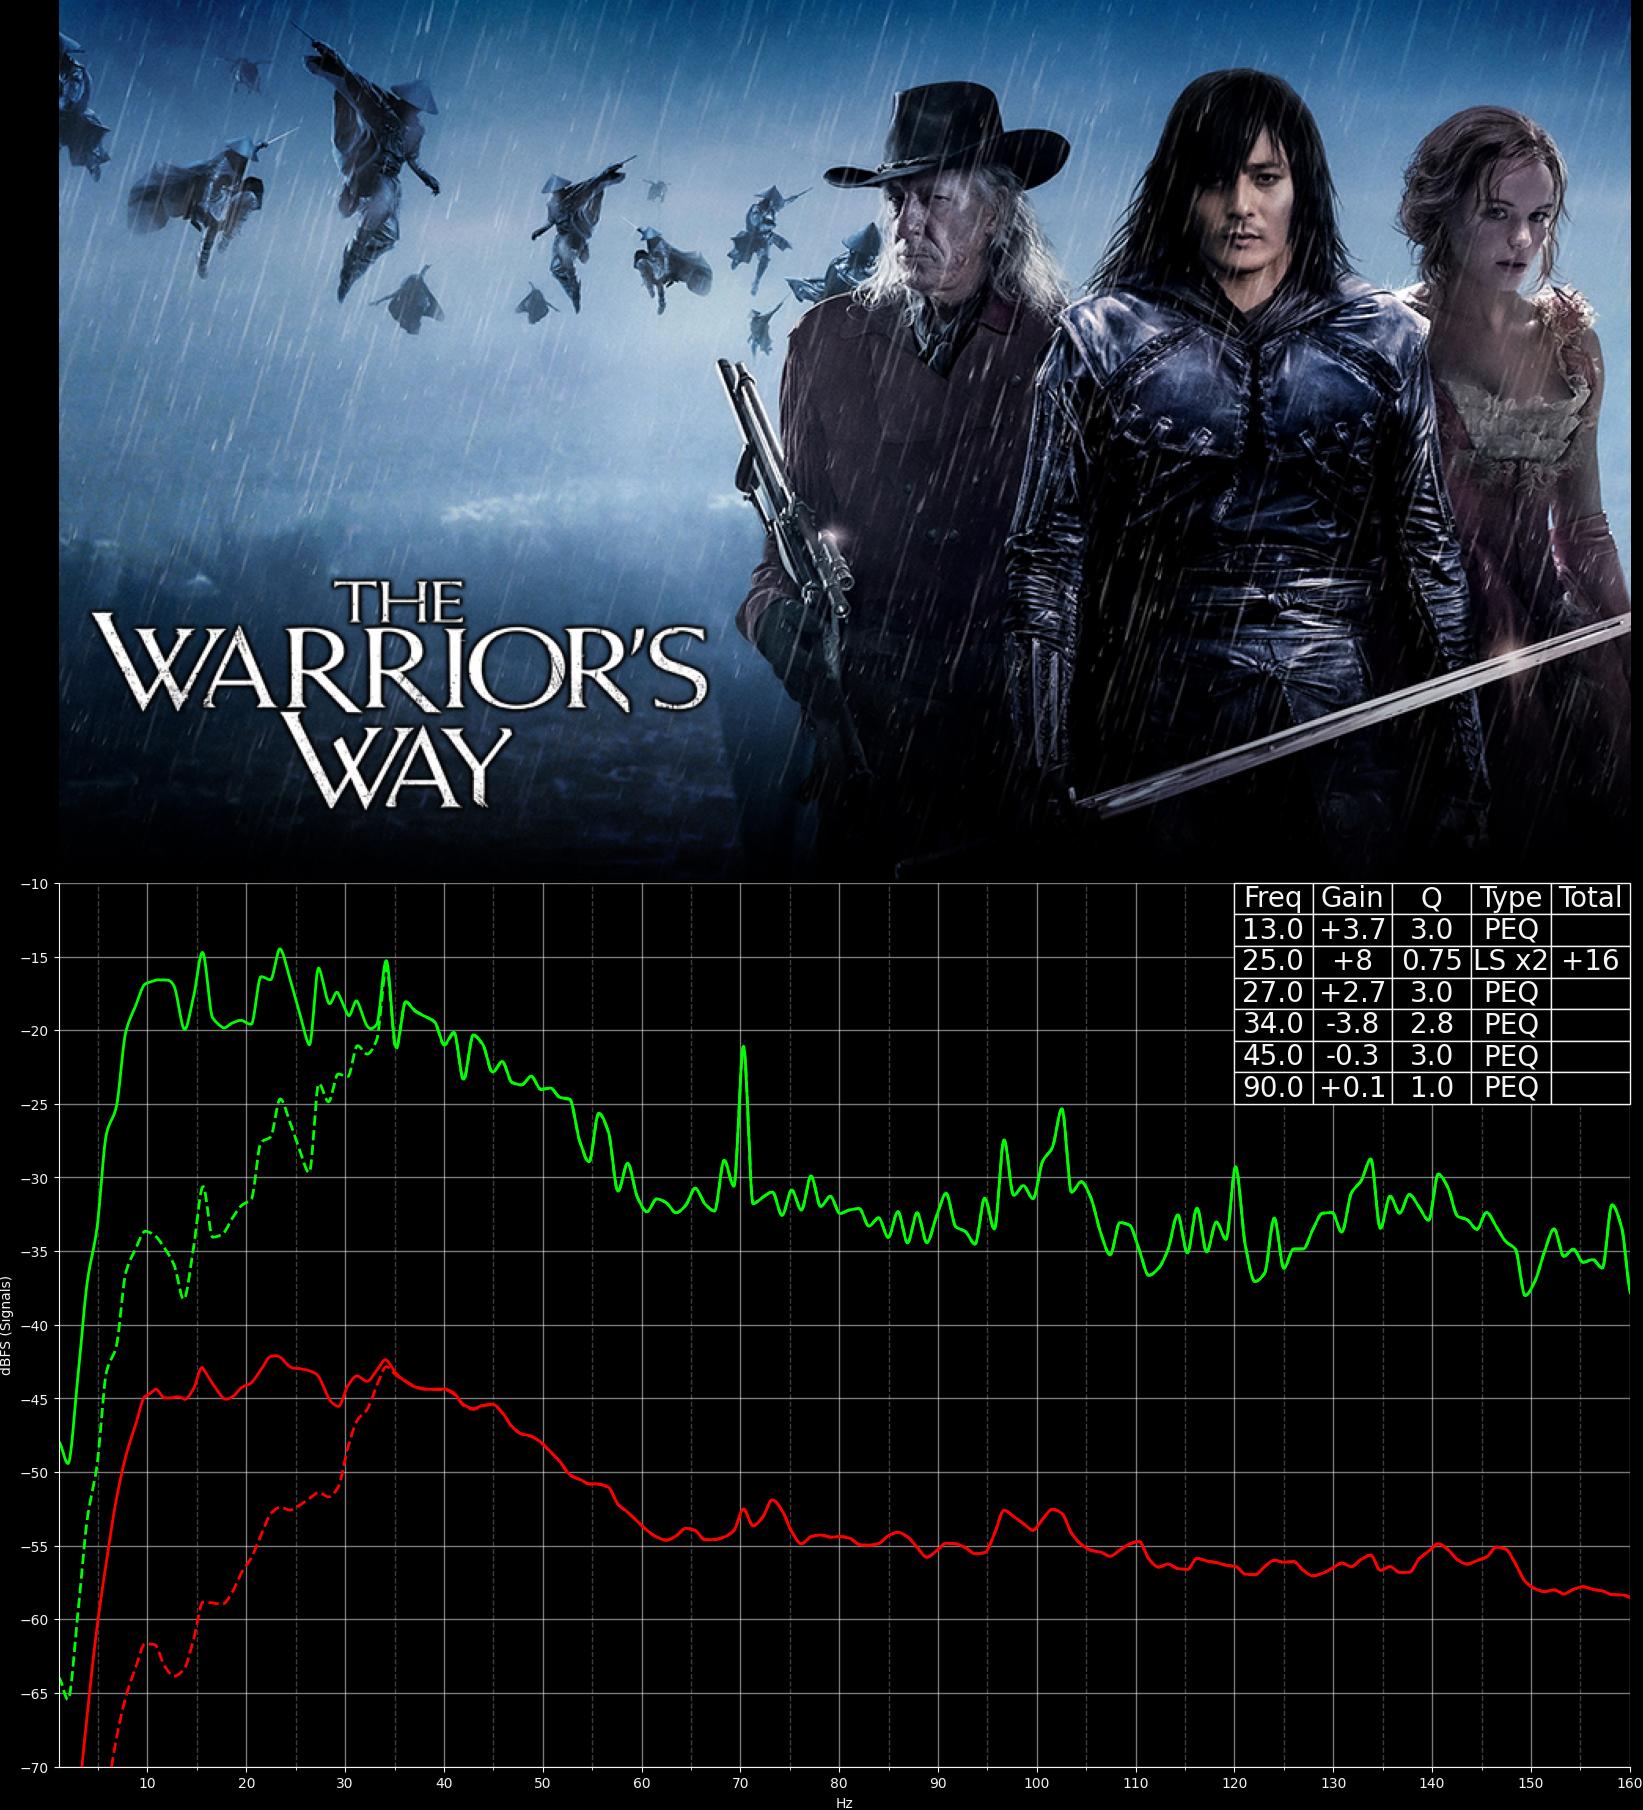 THE
WARRIOR'S
WAY
Freq Gain Q Type Total
13.0 +3.7 3.0 PEQ
25.0 +8 0.75 LS x2 +16
27.0 +2.7 3.0 PEQ
34.0 -3.8 2.8 PEQ
45.0 -0.3 3.0 PEQ
90.0 +0.1 1.0 PEQ
−10
−15
−20
−25
−30
−35
−40
−45
−50
−55
−60
−65
−70
dBFS (Signals)
10 20 30 40 50 60 70 80 90 100 110 120 130 140 150 160
Hz